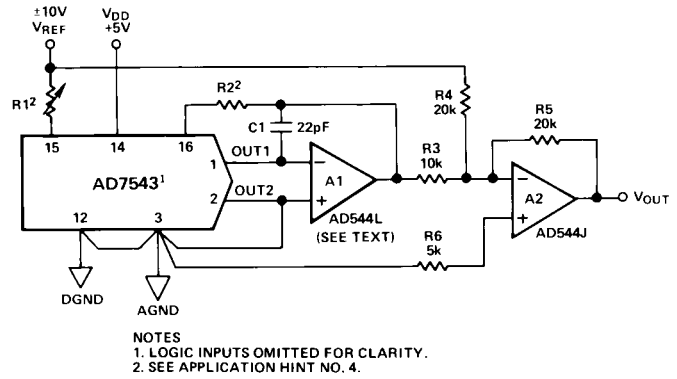 ±10V
VREF
VDD
+5V
R1²
R2²
C1
22pF
R4
20k
R5
20k
15
14
16
OUT1
1
R3
10k
AD7543¹
OUT2
2
−
A1
+
−
A2
+
VOUT
AD544L
(SEE TEXT)
AD544J
12
3
R6
5k
DGND
AGND
NOTES
1. LOGIC INPUTS OMITTED FOR CLARITY.
2. SEE APPLICATION HINT NO. 4.